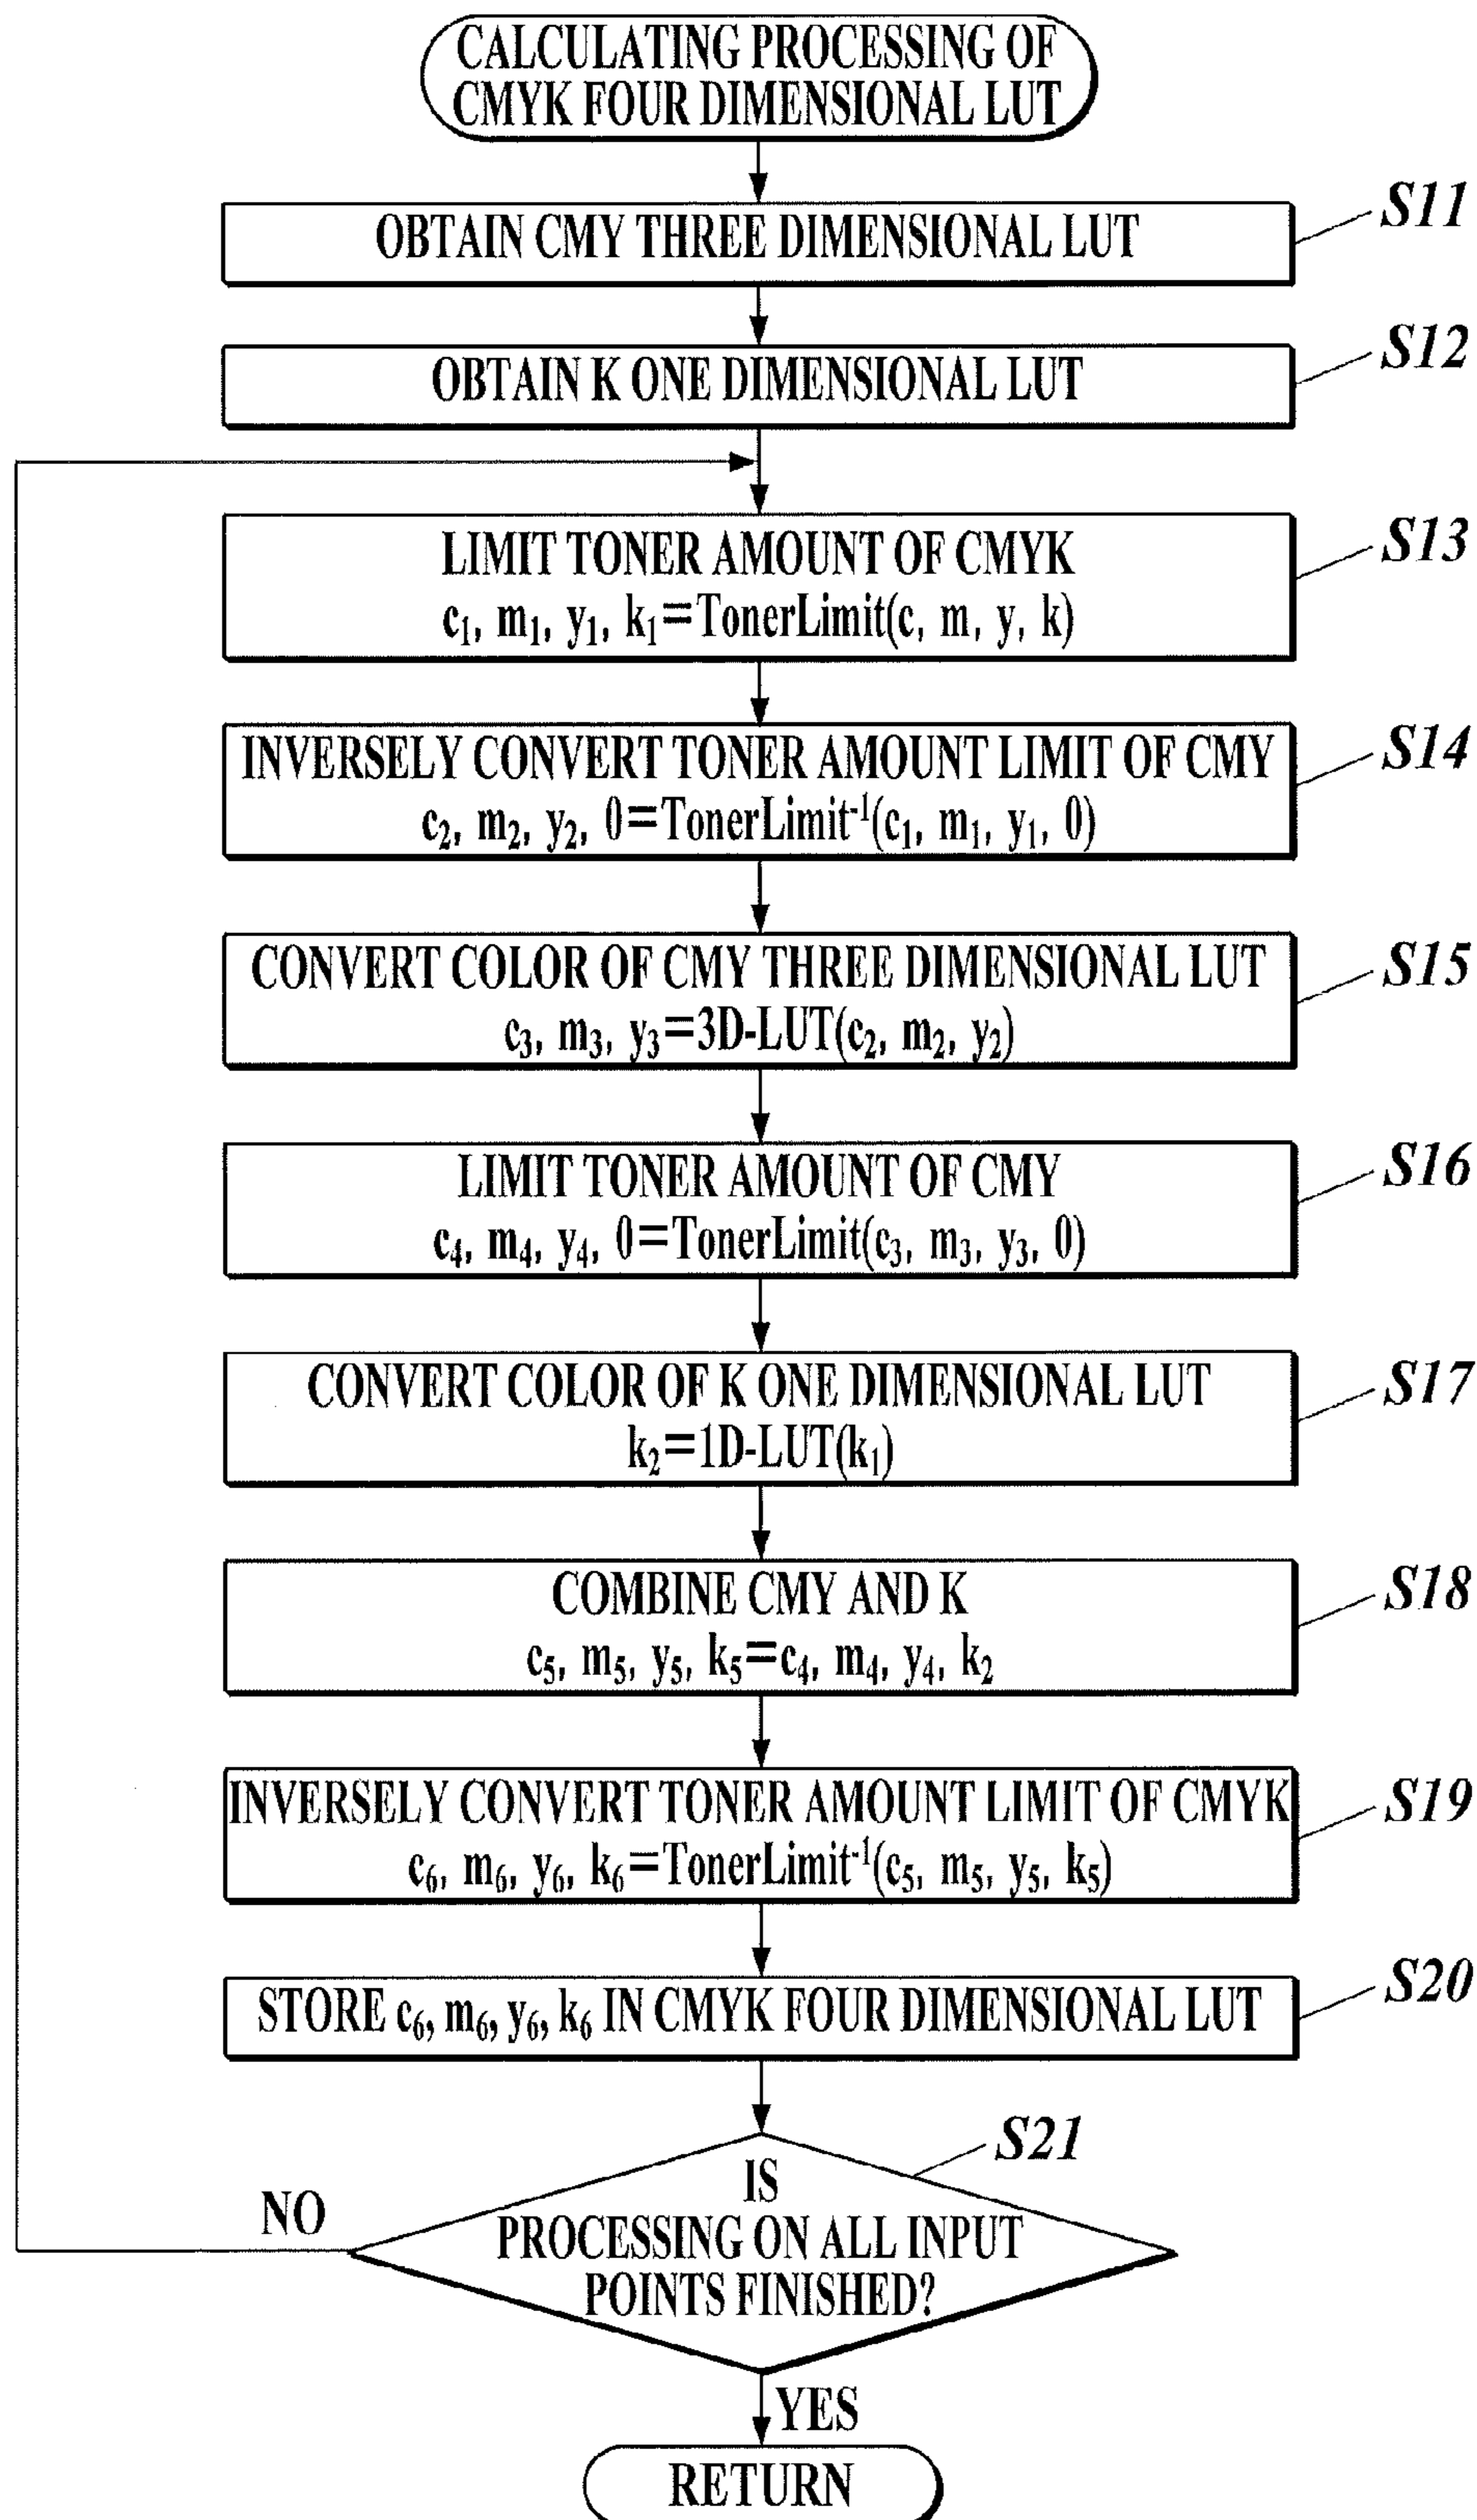 CALCULATING PROCESSING OF
CMYK FOUR DIMENSIONAL LUT
OBTAIN CMY THREE DIMENSIONAL LUT
S11
OBTAIN K ONE DIMENSIONAL LUT
S12
LIMIT TONER AMOUNT OF CMYK
c₁, m₁, y₁, k₁=TonerLimit(c, m, y, k)
S13
INVERSELY CONVERT TONER AMOUNT LIMIT OF CMY
c₂, m₂, y₂, 0=TonerLimit⁻¹(c₁, m₁, y₁, 0)
S14
CONVERT COLOR OF CMY THREE DIMENSIONAL LUT
c₃, m₃, y₃=3D-LUT(c₂, m₂, y₂)
S15
LIMIT TONER AMOUNT OF CMY
c₄, m₄, y₄, 0=TonerLimit(c₃, m₃, y₃, 0)
S16
CONVERT COLOR OF K ONE DIMENSIONAL LUT
k₂=1D-LUT(k₁)
S17
COMBINE CMY AND K
c₅, m₅, y₅, k₅=c₄, m₄, y₄, k₂
S18
INVERSELY CONVERT TONER AMOUNT LIMIT OF CMYK
c₆, m₆, y₆, k₆=TonerLimit⁻¹(c₅, m₅, y₅, k₅)
S19
STORE c₆, m₆, y₆, k₆ IN CMYK FOUR DIMENSIONAL LUT
S20
S21
IS
PROCESSING ON ALL INPUT
POINTS FINISHED?
NO
YES
RETURN